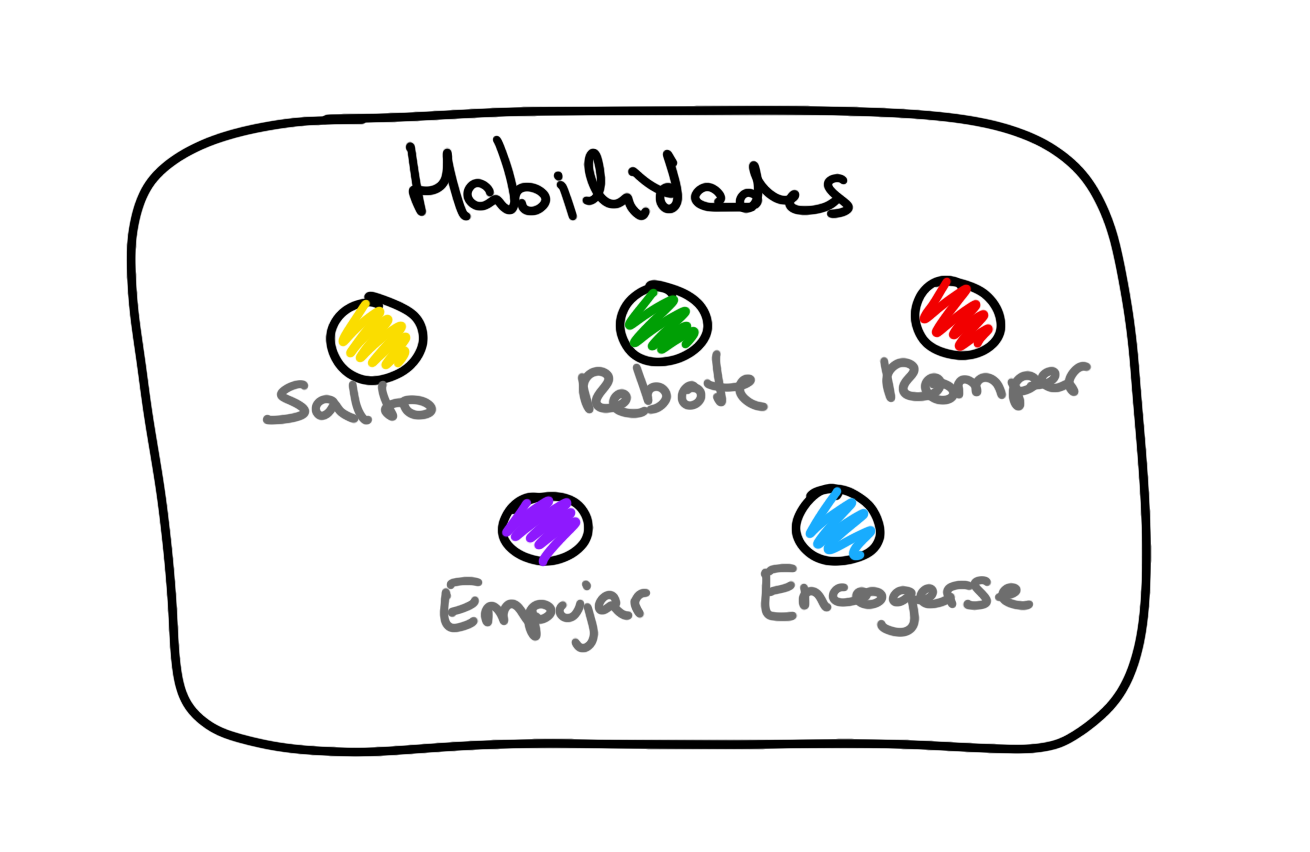 Habilidades
Salto
Rebote
Romper
Empujar
Encogerse